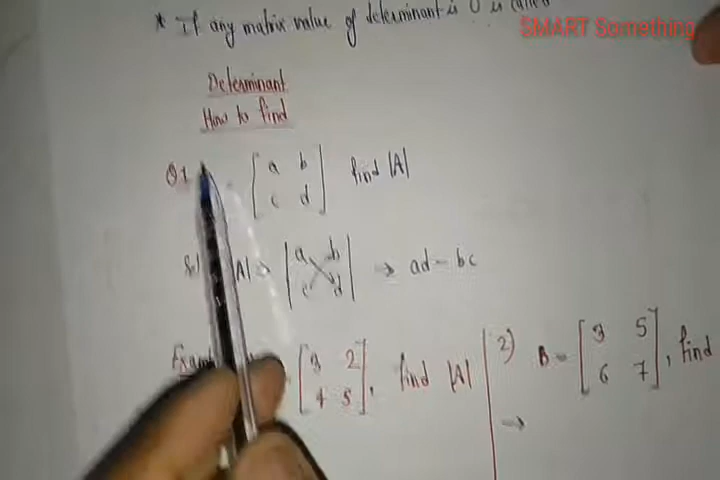 * If any matrix value of determinant is 0 is called
SMART Something
Determinant
How to find
Q1 [a b c d] find |A|
Sol |A| → |a b c d| → ad - bc
[3 2 4 5], find |A|
2) B = [3 5 6 7], find
→